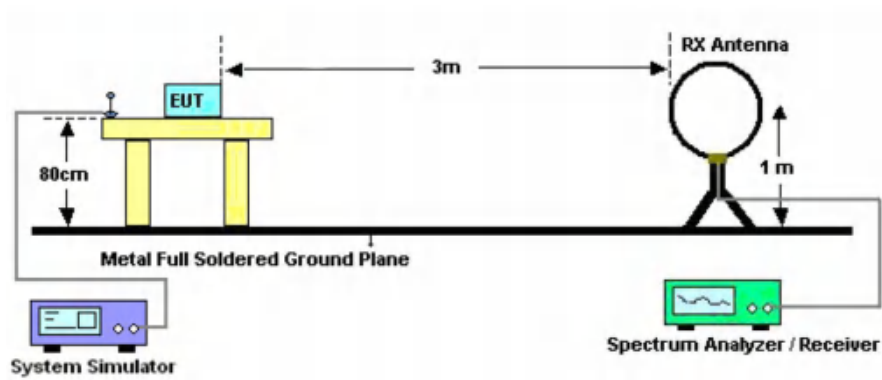 RX Antenna
3m
EUT
80cm
1 m
Metal Full Soldered Ground Plane
System Simulator
Spectrum Analyzer / Receiver